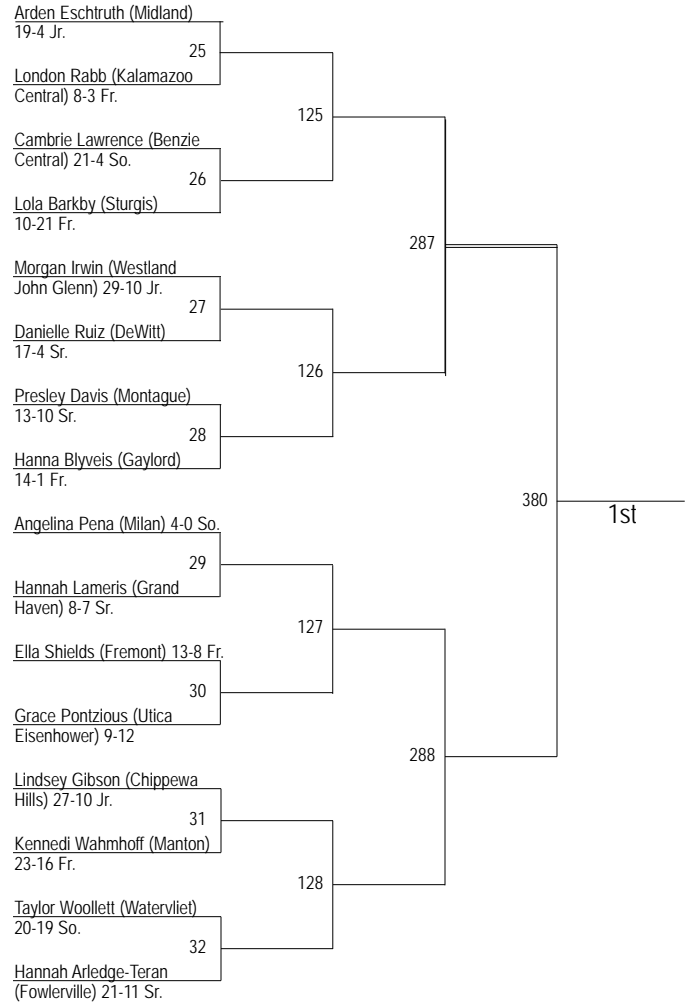 Arden Eschtruth (Midland)
19-4 Jr.
25
London Rabb (Kalamazoo
Central) 8-3 Fr.
125
Cambrie Lawrence (Benzie
Central) 21-4 So.
26
Lola Barkby (Sturgis)
10-21 Fr.
287
Morgan Irwin (Westland
John Glenn) 29-10 Jr.
27
Danielle Ruiz (DeWitt)
17-4 Sr.
126
Presley Davis (Montague)
13-10 Sr.
28
Hanna Blyveis (Gaylord)
14-1 Fr.
380
1st
Angelina Pena (Milan) 4-0 So.
29
Hannah Lameris (Grand
Haven) 8-7 Sr.
127
Ella Shields (Fremont) 13-8 Fr.
30
Grace Pontzious (Utica
Eisenhower) 9-12
288
Lindsey Gibson (Chippewa
Hills) 27-10 Jr.
31
Kennedi Wahmhoff (Manton)
23-16 Fr.
128
Taylor Woollett (Watervliet)
20-19 So.
32
Hannah Arledge-Teran
(Fowlerville) 21-11 Sr.